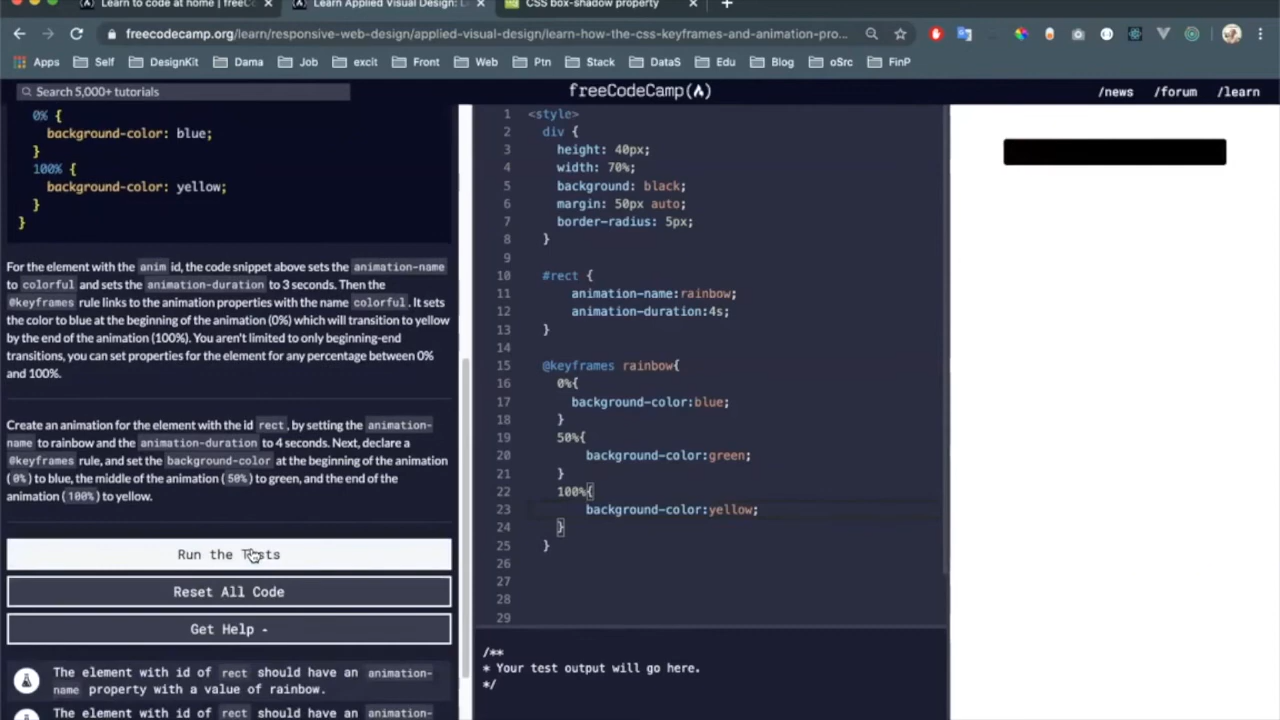 Learn to code at home | freeC
Learn Applied Visual Design: L
CSS box-shadow property
freecodecamp.org/learn/responsive-web-design/applied-visual-design/learn-how-the-css-keyframes-and-animation-pro...
Apps Self DesignKit Dama Job excit Front Web Ptn Stack DataS Edu Blog oSrc FinP
Search 5,000+ tutorials
freeCodeCamp
/news /forum /learn
0% {
background-color: blue;
}
100% {
background-color: yellow;
}
}
For the element with the anim id, the code snippet above sets the animation-name
to colorful and sets the animation-duration to 3 seconds. Then the
@keyframes rule links to the animation properties with the name colorful. It sets
the color to blue at the beginning of the animation (0%) which will transition to yellow
by the end of the animation (100%). You aren't limited to only beginning-end
transitions, you can set properties for the element for any percentage between 0%
and 100%.
Create an animation for the element with the id rect, by setting the animation-
name to rainbow and the animation-duration to 4 seconds. Next, declare a
@keyframes rule, and set the background-color at the beginning of the animation
(0%) to blue, the middle of the animation (50%) to green, and the end of the
animation (100%) to yellow.
Run the Tests
Reset All Code
Get Help -
The element with id of rect should have an animation-
name property with a value of rainbow.
The element with id of rect should have an animation-
1 <style>
2 div {
3 height: 40px;
4 width: 70%;
5 background: black;
6 margin: 50px auto;
7 border-radius: 5px;
8 }
9
10 #rect {
11 animation-name:rainbow;
12 animation-duration:4s;
13 }
14
15 @keyframes rainbow{
16 0%{
17 background-color:blue;
18 }
19 50%{
20 background-color:green;
21 }
22 100%{
23 background-color:yellow;
24 }
25 }
26
27
28
29
/**
* Your test output will go here.
*/